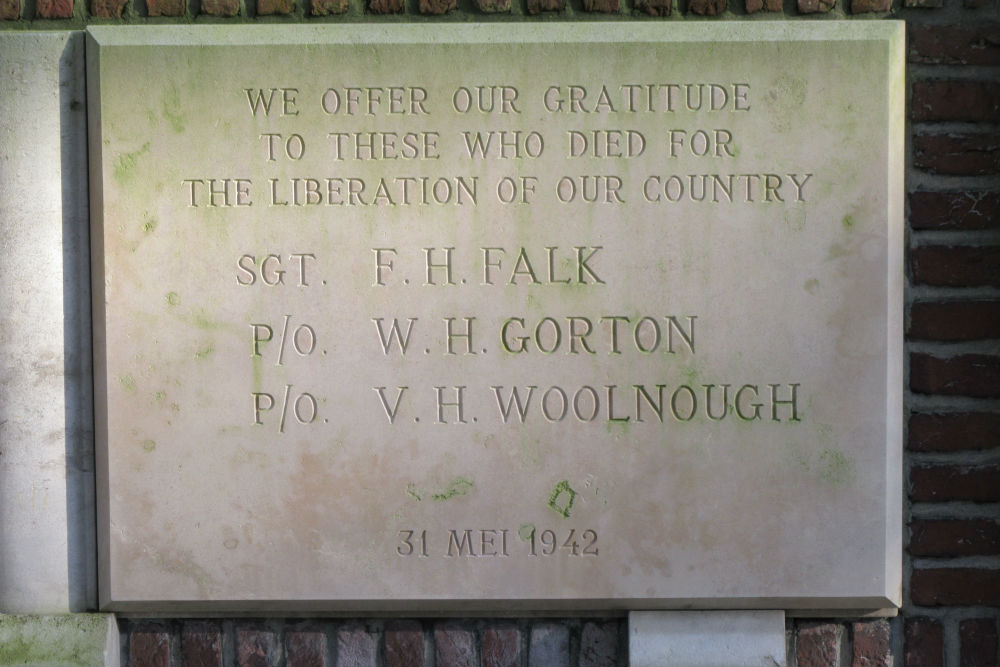 WE OFFER OUR GRATITUDE
TO THESE WHO DIED FOR
THE LIBERATION OF OUR COUNTRY
SGT. F. H. FALK
P/O. W. H. GORTON
P/O. V. H. WOOLNOUGH
31 MEI 1942